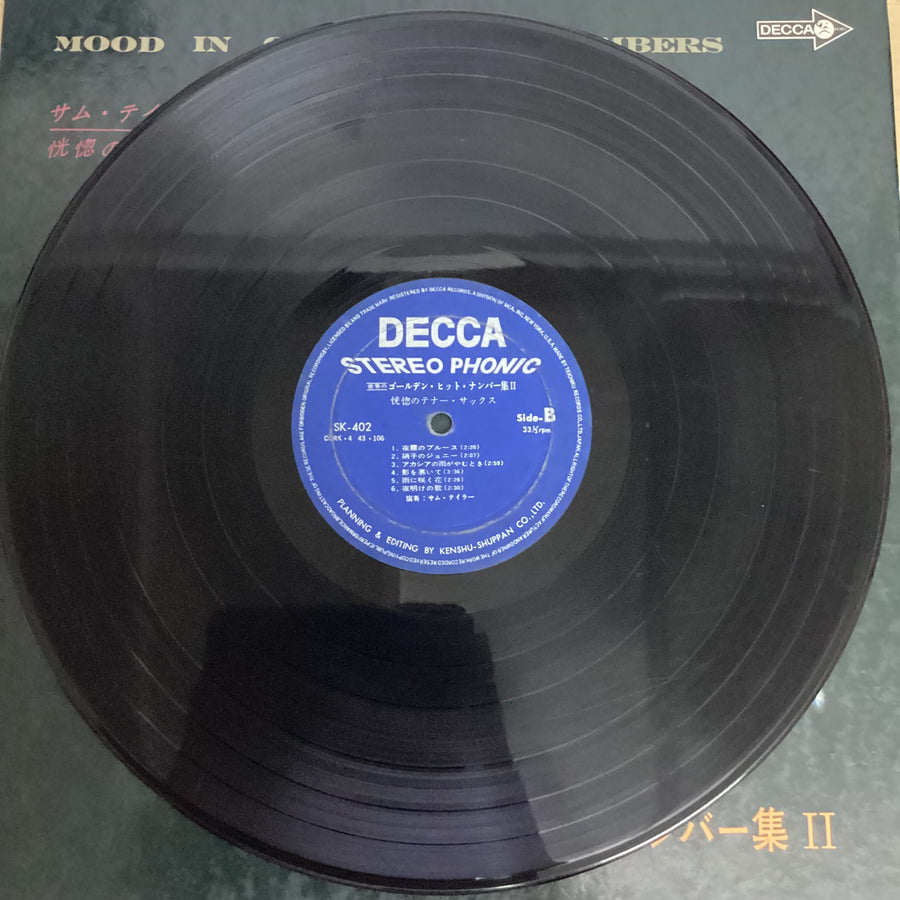 MOOD IN
MBERS
DECCA
サム・テイ
恍惚の
DECCA
STEREO PHONIC
ゴールデン・ヒット・ナンバー集II
恍惚のテナー・サックス
SK-402
Side-B
33⅓rpm
1. 夜霧のブルース (2:20)
2. 硝子のジョニー (2:07)
3. アカシアの雨がやむとき (2:58)
4. 影を慕いて (3:36)
5. 雨に咲く花 (2:26)
6. 夜明けの歌 (2:30)
演奏:サム・テイラー
PLANNING & EDITING BY KENSHU-SHUPPAN CO.,LTD.
ンバー集 II